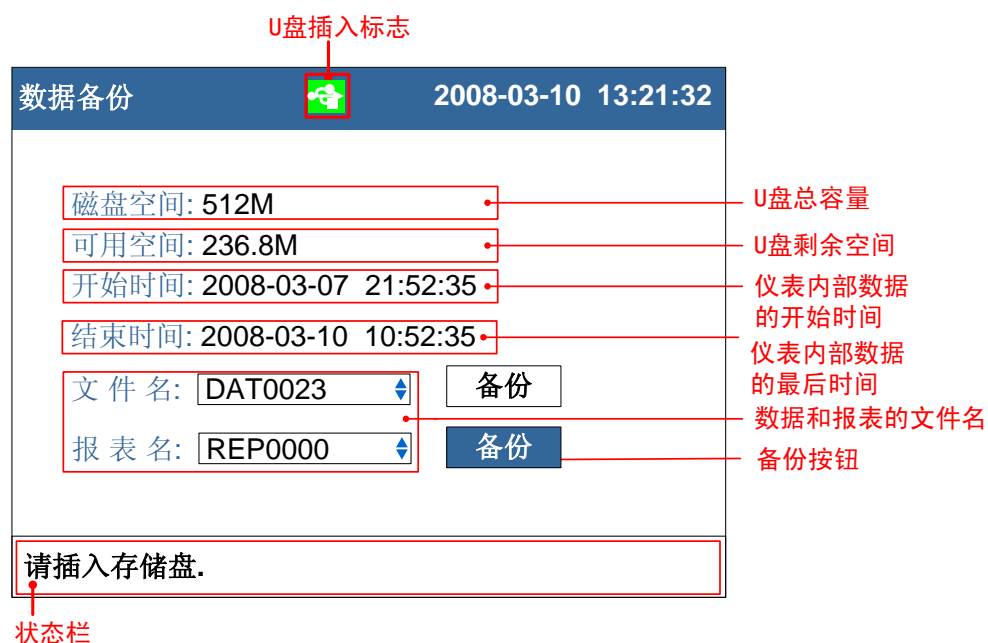 U盘插入标志
数据备份 2008-03-10 13:21:32
磁盘空间: 512M
U盘总容量
可用空间: 236.8M
U盘剩余空间
开始时间: 2008-03-07 21:52:35
仪表内部数据
的开始时间
结束时间: 2008-03-10 10:52:35
仪表内部数据
的最后时间
文 件 名: DAT0023 备份
数据和报表的文件名
报 表 名: REP0000 备份
备份按钮
请插入存储盘.
状态栏